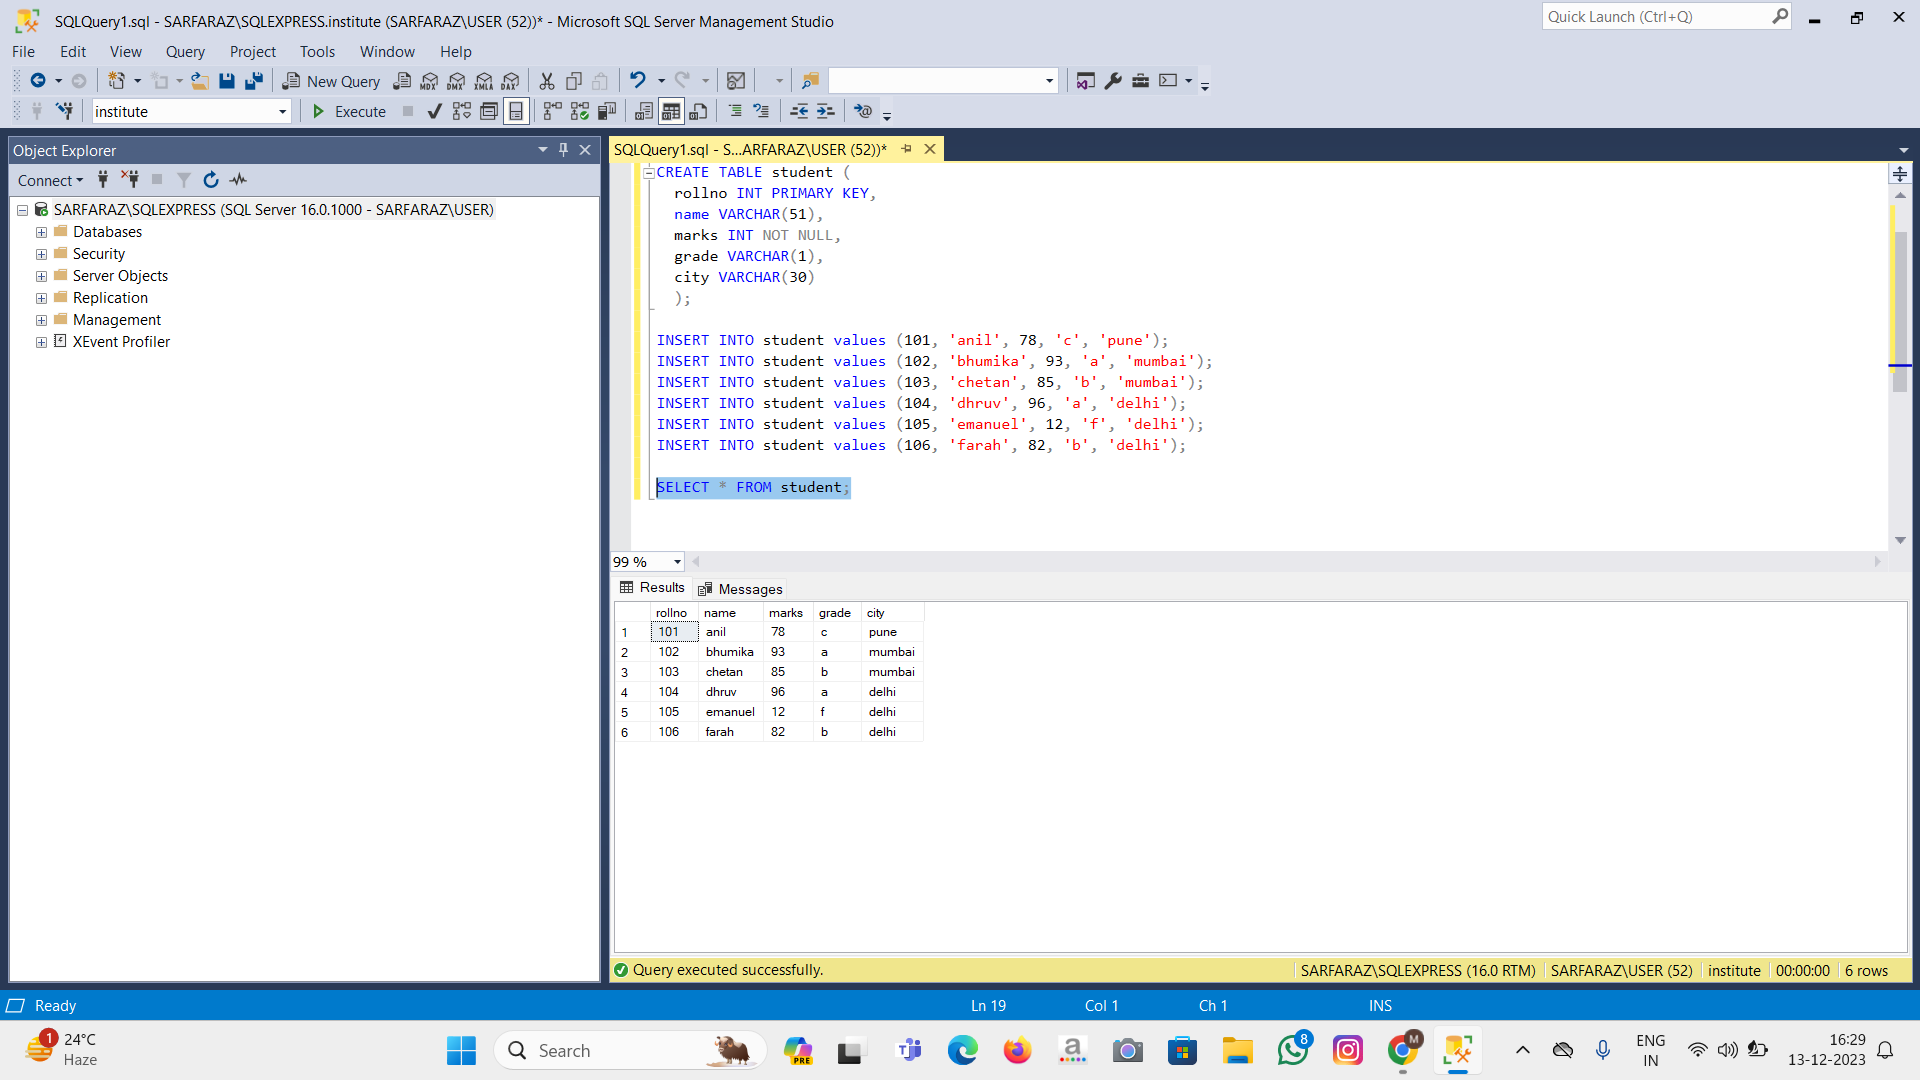 SQLQuery1.sql - SARFARAZ\SQLEXPRESS.institute (SARFARAZ\USER (52))* - Microsoft SQL Server Management Studio
Quick Launch (Ctrl+Q)
File Edit View Query Project Tools Window Help
New Query MDX DMX XMLA DAX
institute Execute
Object Explorer
SQLQuery1.sql - S...ARFARAZ\USER (52))*
Connect
SARFARAZ\SQLEXPRESS (SQL Server 16.0.1000 - SARFARAZ\USER)
Databases
Security
Server Objects
Replication
Management
XEvent Profiler
CREATE TABLE student (
rollno INT PRIMARY KEY,
name VARCHAR(51),
marks INT NOT NULL,
grade VARCHAR(1),
city VARCHAR(30)
);
INSERT INTO student values (101, 'anil', 78, 'c', 'pune');
INSERT INTO student values (102, 'bhumika', 93, 'a', 'mumbai');
INSERT INTO student values (103, 'chetan', 85, 'b', 'mumbai');
INSERT INTO student values (104, 'dhruv', 96, 'a', 'delhi');
INSERT INTO student values (105, 'emanuel', 12, 'f', 'delhi');
INSERT INTO student values (106, 'farah', 82, 'b', 'delhi');
SELECT * FROM student;
99 %
Results Messages
rollno name marks grade city
1 101 anil 78 c pune
2 102 bhumika 93 a mumbai
3 103 chetan 85 b mumbai
4 104 dhruv 96 a delhi
5 105 emanuel 12 f delhi
6 106 farah 82 b delhi
Query executed successfully. SARFARAZ\SQLEXPRESS (16.0 RTM) SARFARAZ\USER (52) institute 00:00:00 6 rows
Ready Ln 19 Col 1 Ch 1 INS
1 24°C
Haze
Search
PRE
a
8
M
ENG
IN
16:29
13-12-2023